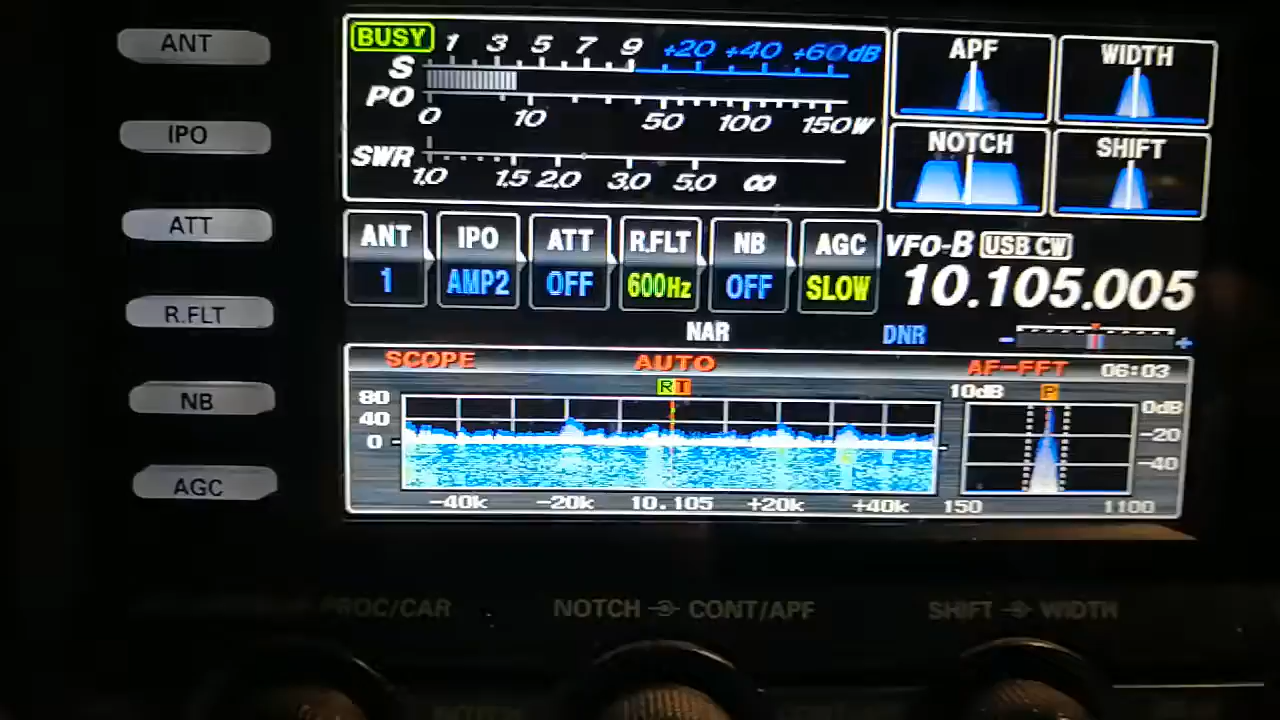 ANT
IPO
ATT
R.FLT
NB
AGC
BUSY 1 3 5 7 9 +20 +40 +60dB
S
PO
0 10 50 100 150W
SWR
1.0 1.5 2.0 3.0 5.0 ∞
APF WIDTH
NOTCH SHIFT
ANT IPO ATT R.FLT NB AGC
1 AMP2 OFF 600Hz OFF SLOW
VFO-B USB CW
10.105.005
NAR DNR - +
SCOPE AUTO AF-FFT 06:03
R T 10dB P
80 0dB
40 -20
0 -40
-40k -20k 10.105 +20k +40k 150 1100
PROC/CAR NOTCH CONT/APF SHIFT WIDTH